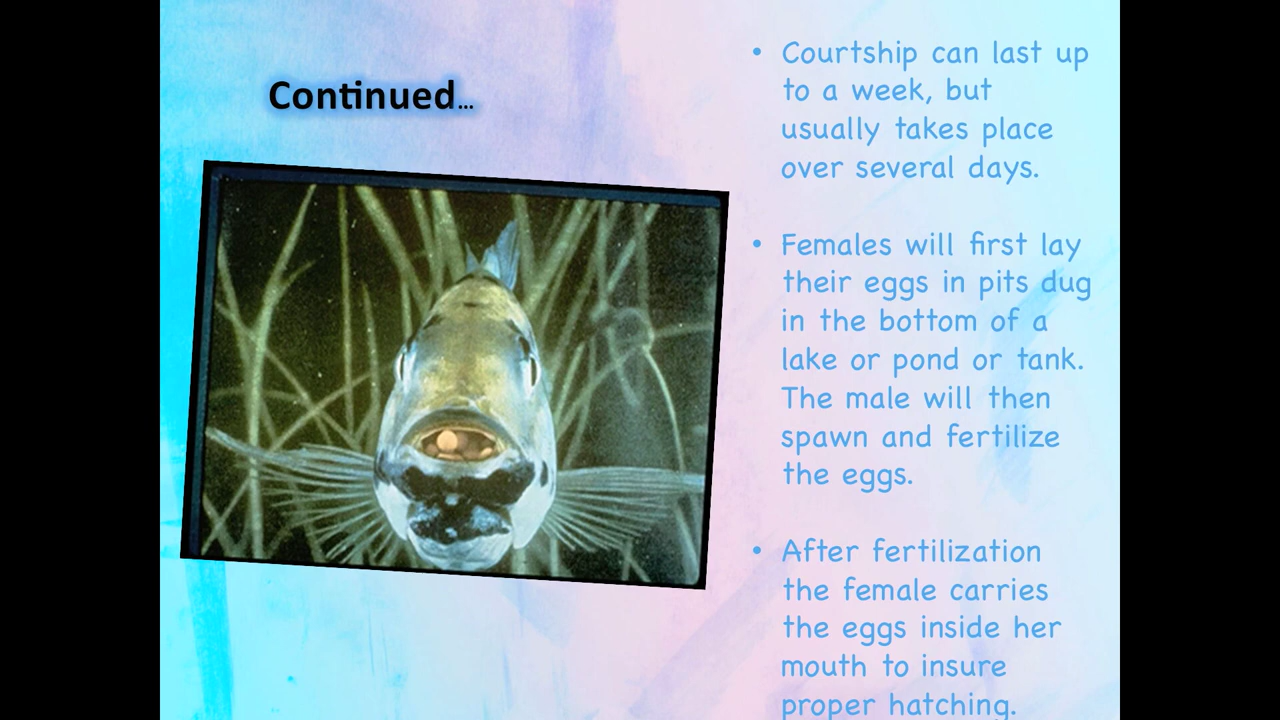 Continued...
• Courtship can last up
to a week, but
usually takes place
over several days.
• Females will first lay
their eggs in pits dug
in the bottom of a
lake or pond or tank.
The male will then
spawn and fertilize
the eggs.
• After fertilization
the female carries
the eggs inside her
mouth to insure
proper hatching.